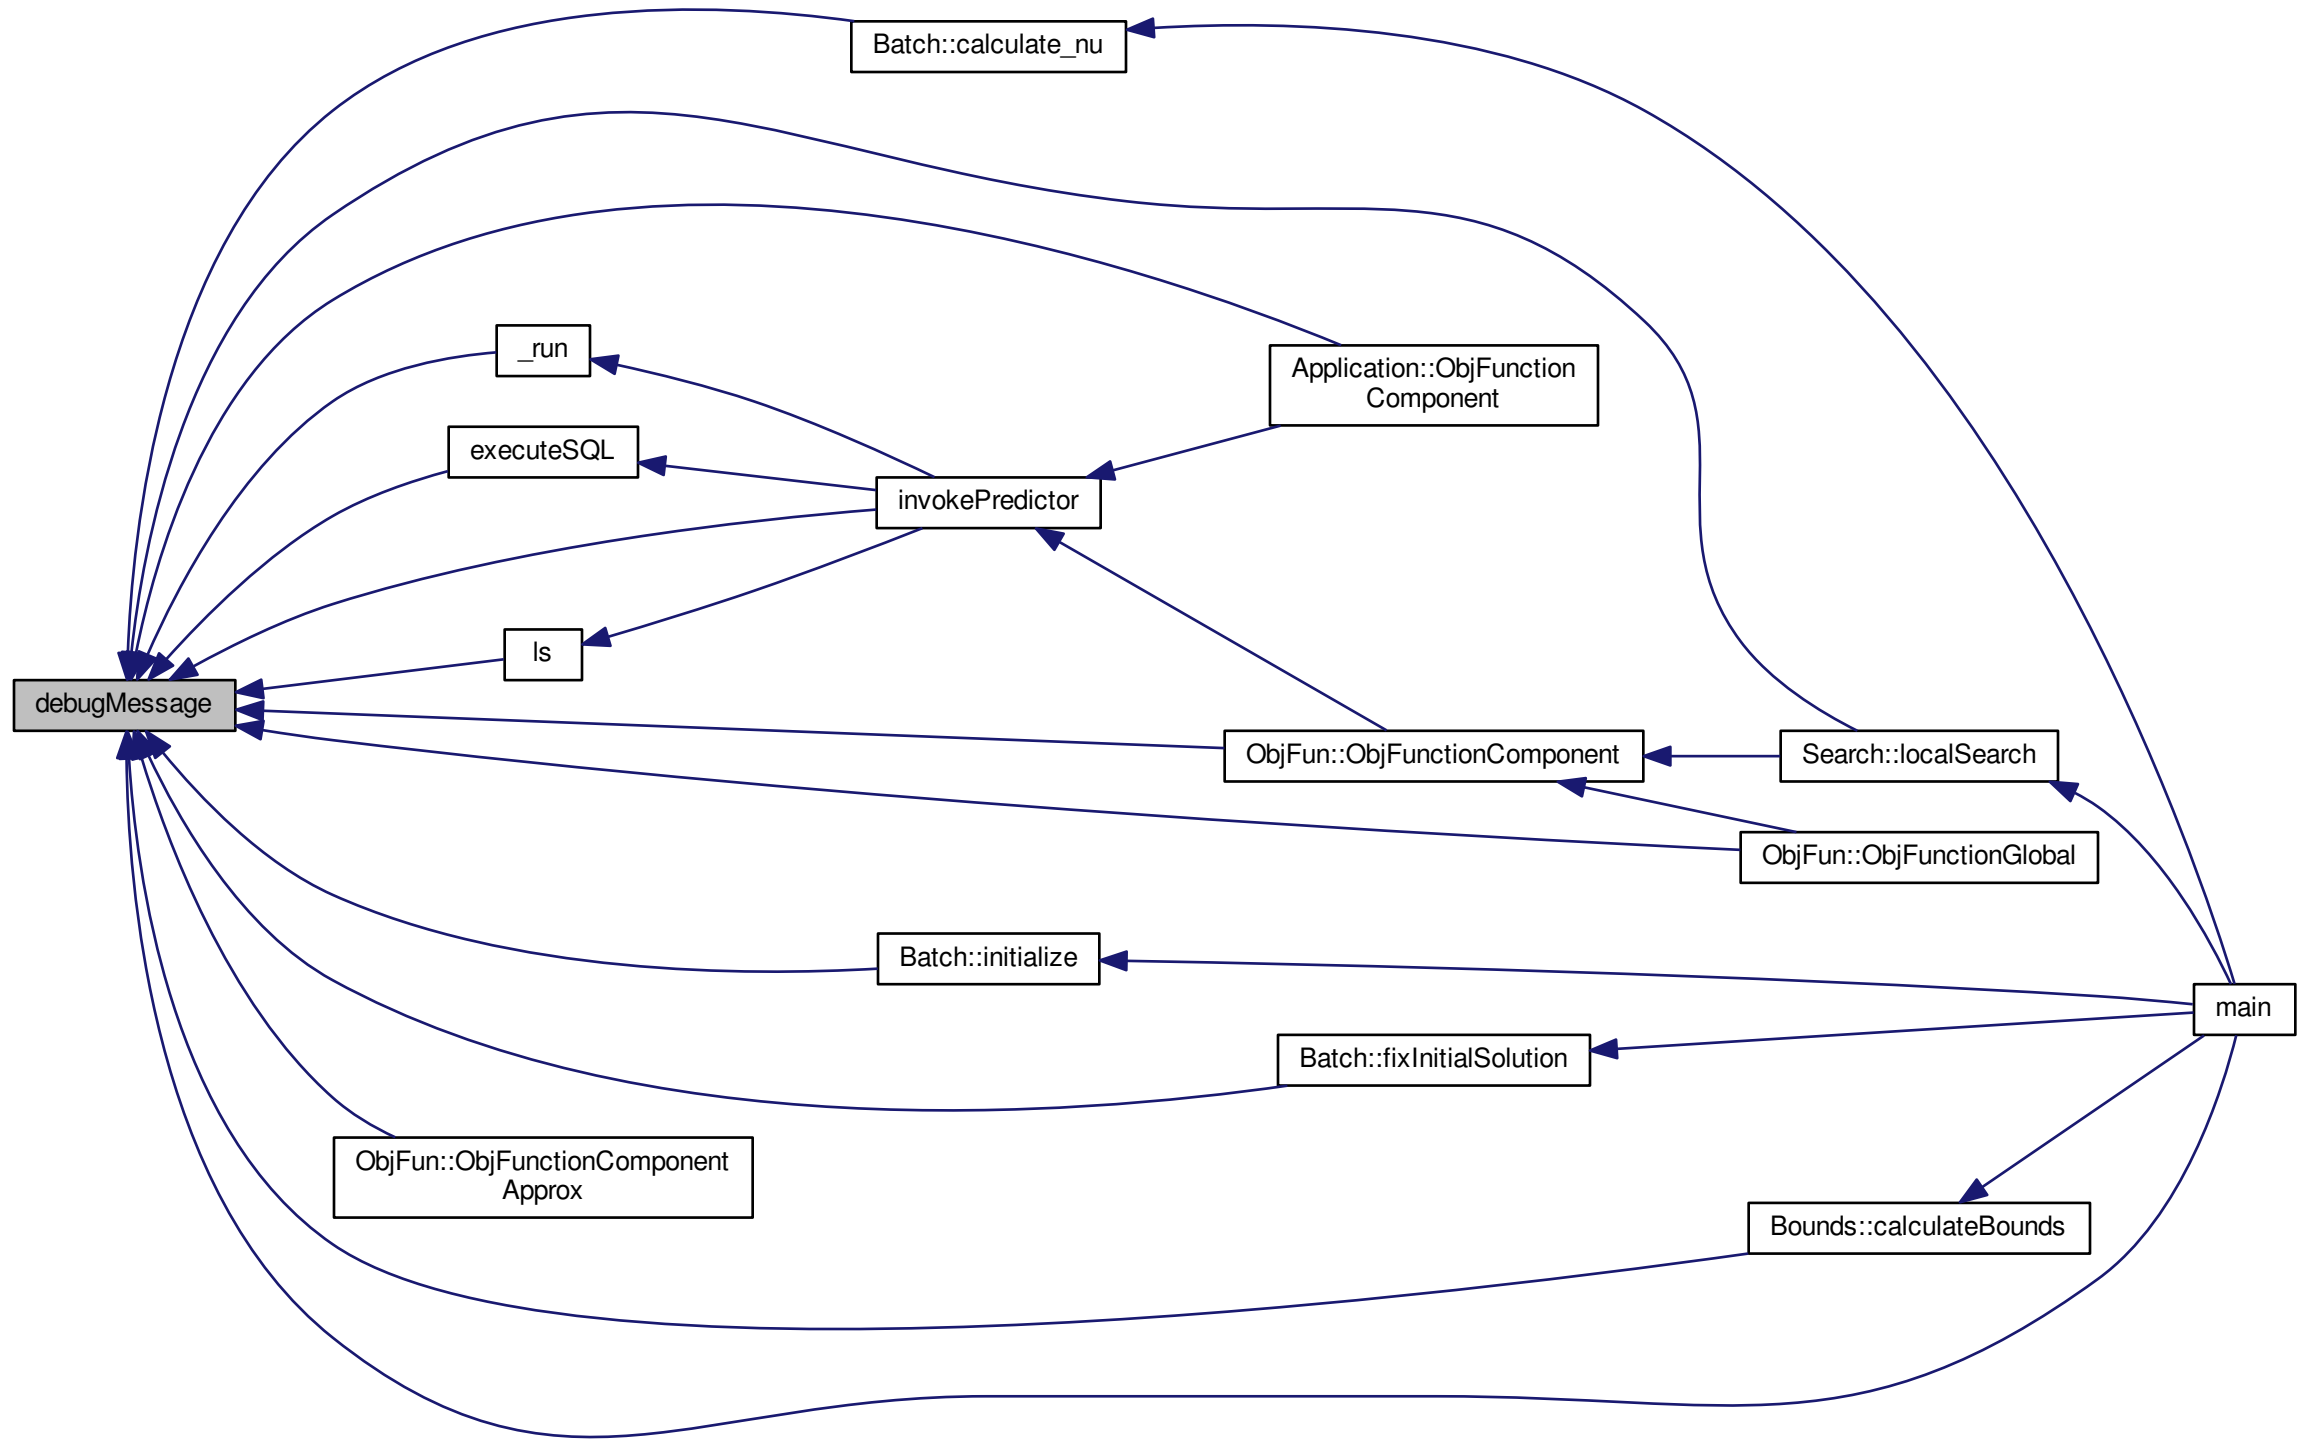 Batch::calculate_nu
_run
Application::ObjFunction
Component
executeSQL
invokePredictor
ls
debugMessage
ObjFun::ObjFunctionComponent
Search::localSearch
ObjFun::ObjFunctionGlobal
Batch::initialize
main
Batch::fixInitialSolution
ObjFun::ObjFunctionComponent
Approx
Bounds::calculateBounds